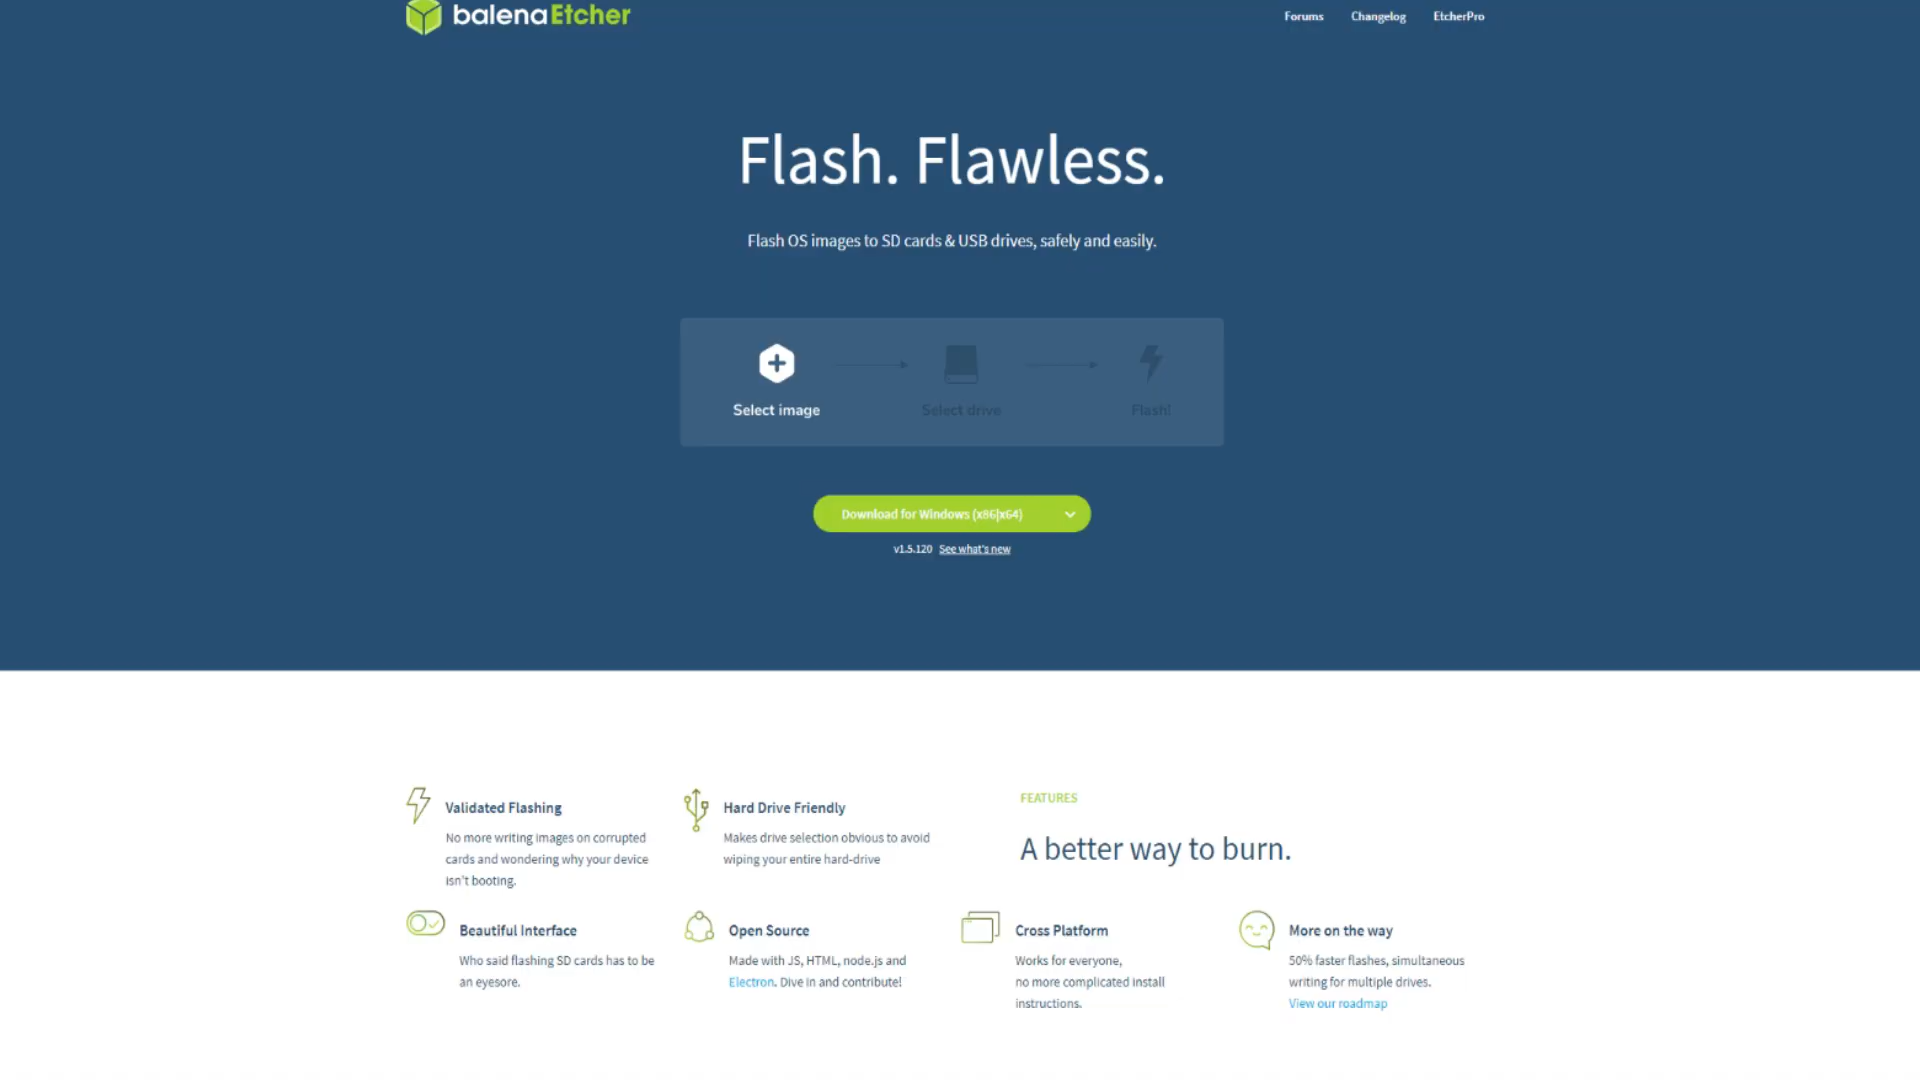 balenaEtcher
Forums
Changelog
EtcherPro
Flash. Flawless.
Flash OS images to SD cards & USB drives, safely and easily.
Select image
Select drive
Flash!
Download for Windows (x86|x64)
v1.5.120 See what's new
Validated Flashing
No more writing images on corrupted
cards and wondering why your device
isn't booting.
Hard Drive Friendly
Makes drive selection obvious to avoid
wiping your entire hard-drive
FEATURES
A better way to burn.
Beautiful Interface
Who said flashing SD cards has to be
an eyesore.
Open Source
Made with JS, HTML, node.js and
Electron. Dive in and contribute!
Cross Platform
Works for everyone,
no more complicated install
instructions.
More on the way
50% faster flashes, simultaneous
writing for multiple drives.
View our roadmap